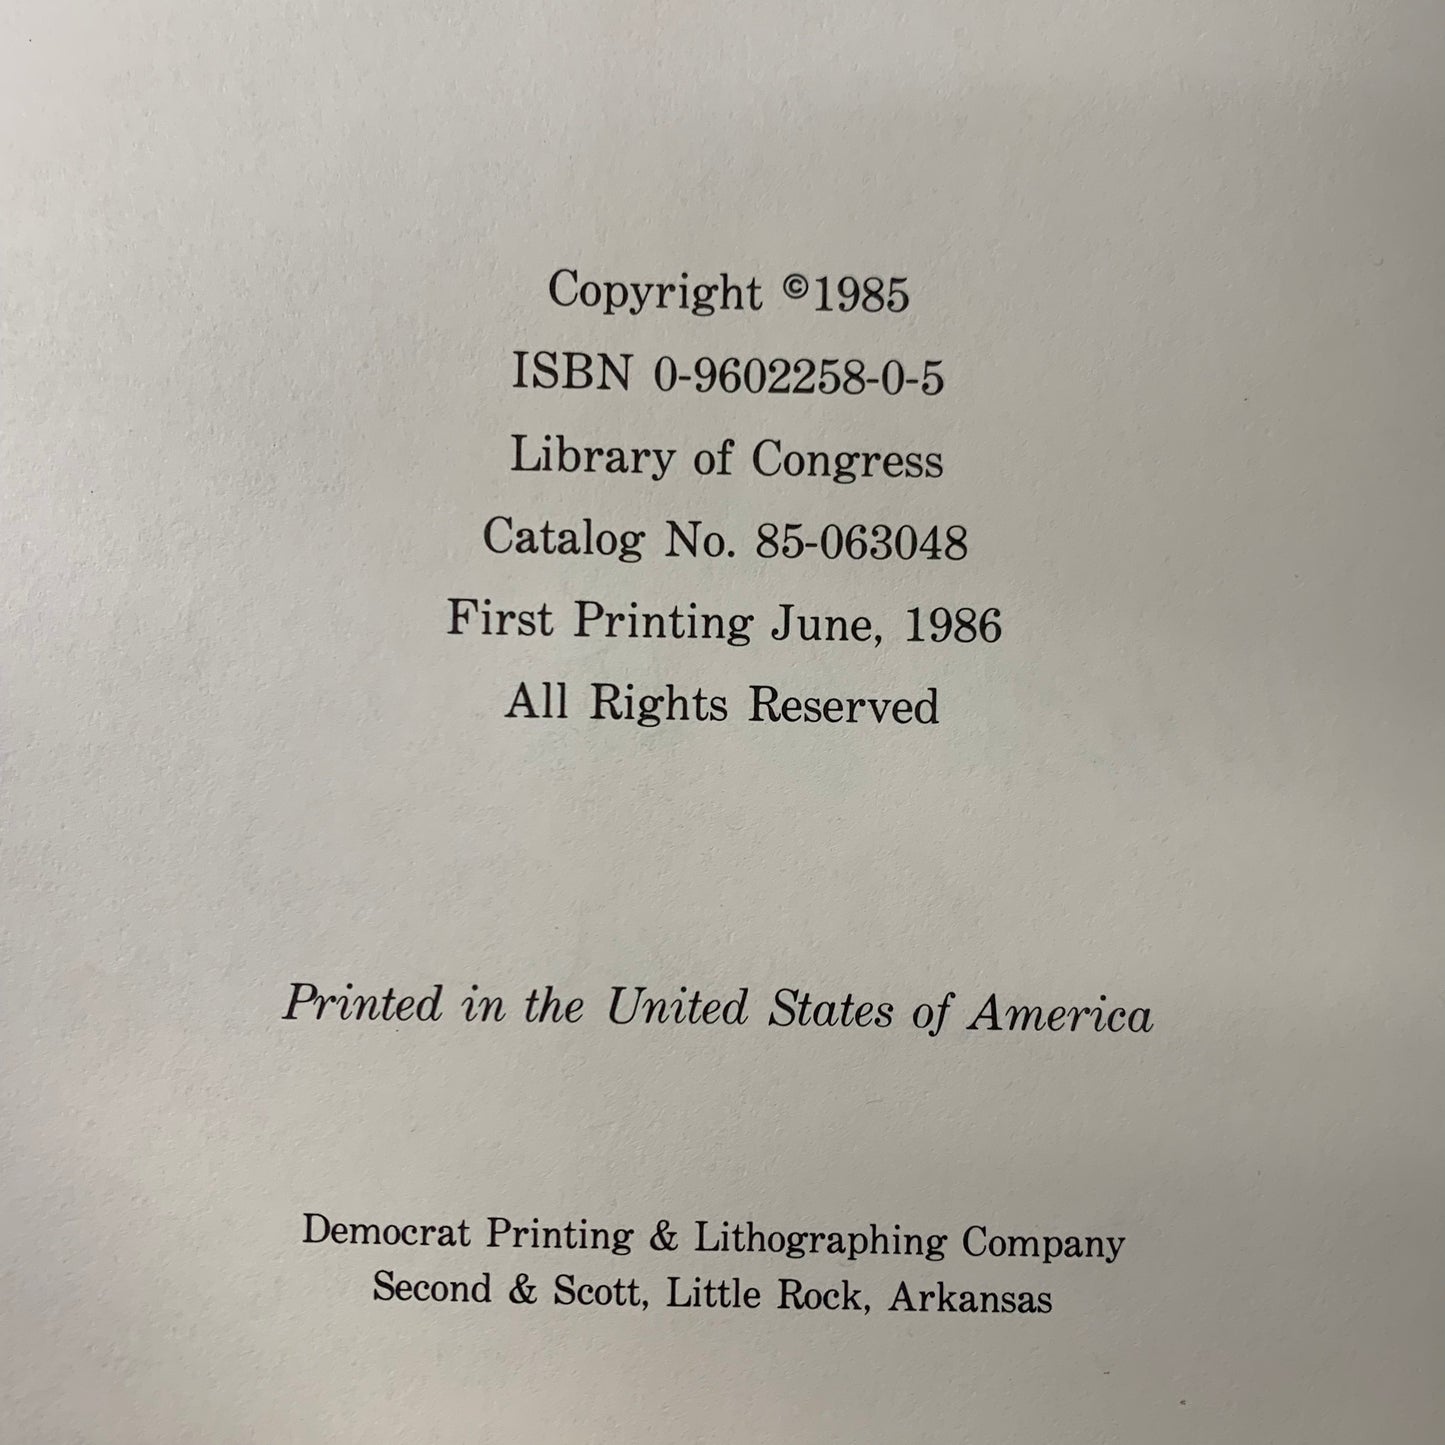 Copyright ©1985
ISBN 0-9602258-0-5
Library of Congress
Catalog No. 85-063048
First Printing June, 1986
All Rights Reserved
Printed in the United States of America
Democrat Printing & Lithographing Company
Second & Scott, Little Rock, Arkansas